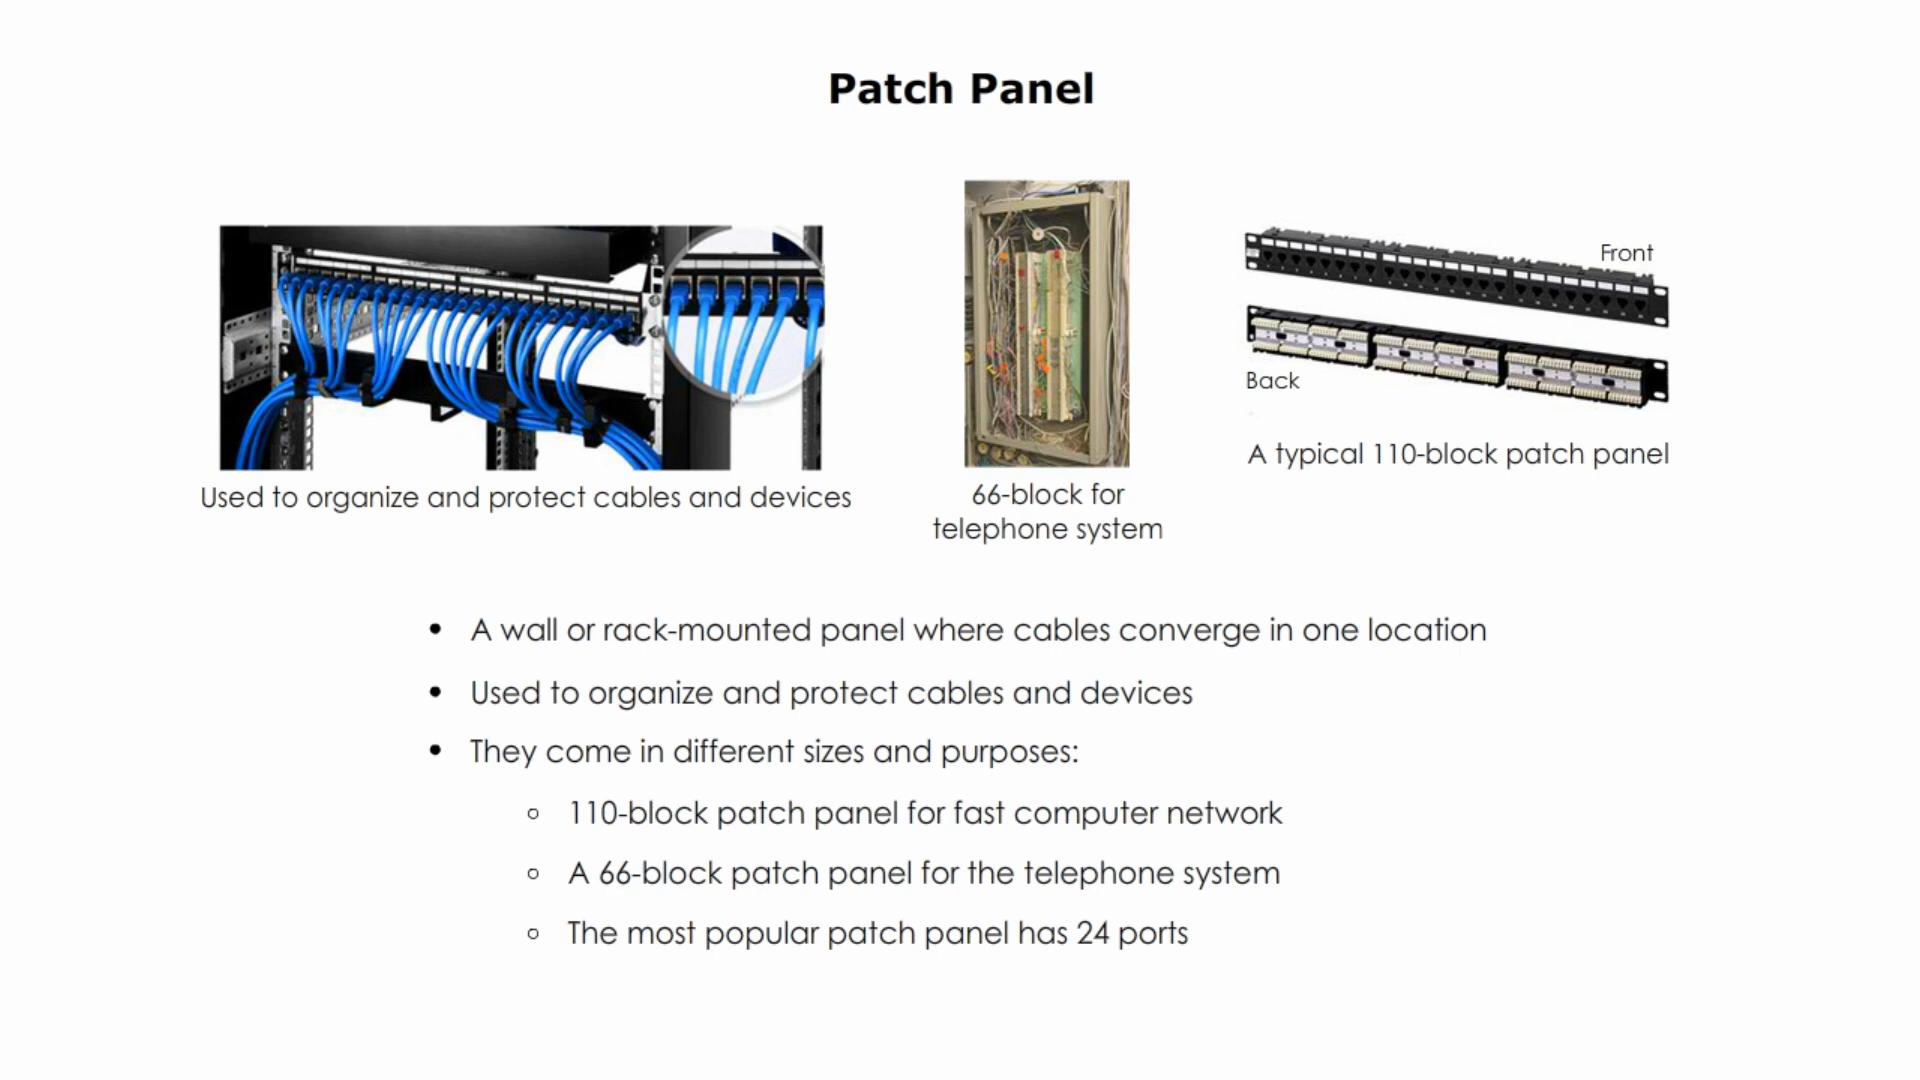 Patch Panel
Front
Back
Used to organize and protect cables and devices
66-block for
telephone system
A typical 110-block patch panel
A wall or rack-mounted panel where cables converge in one location
Used to organize and protect cables and devices
They come in different sizes and purposes:
110-block patch panel for fast computer network
A 66-block patch panel for the telephone system
The most popular patch panel has 24 ports